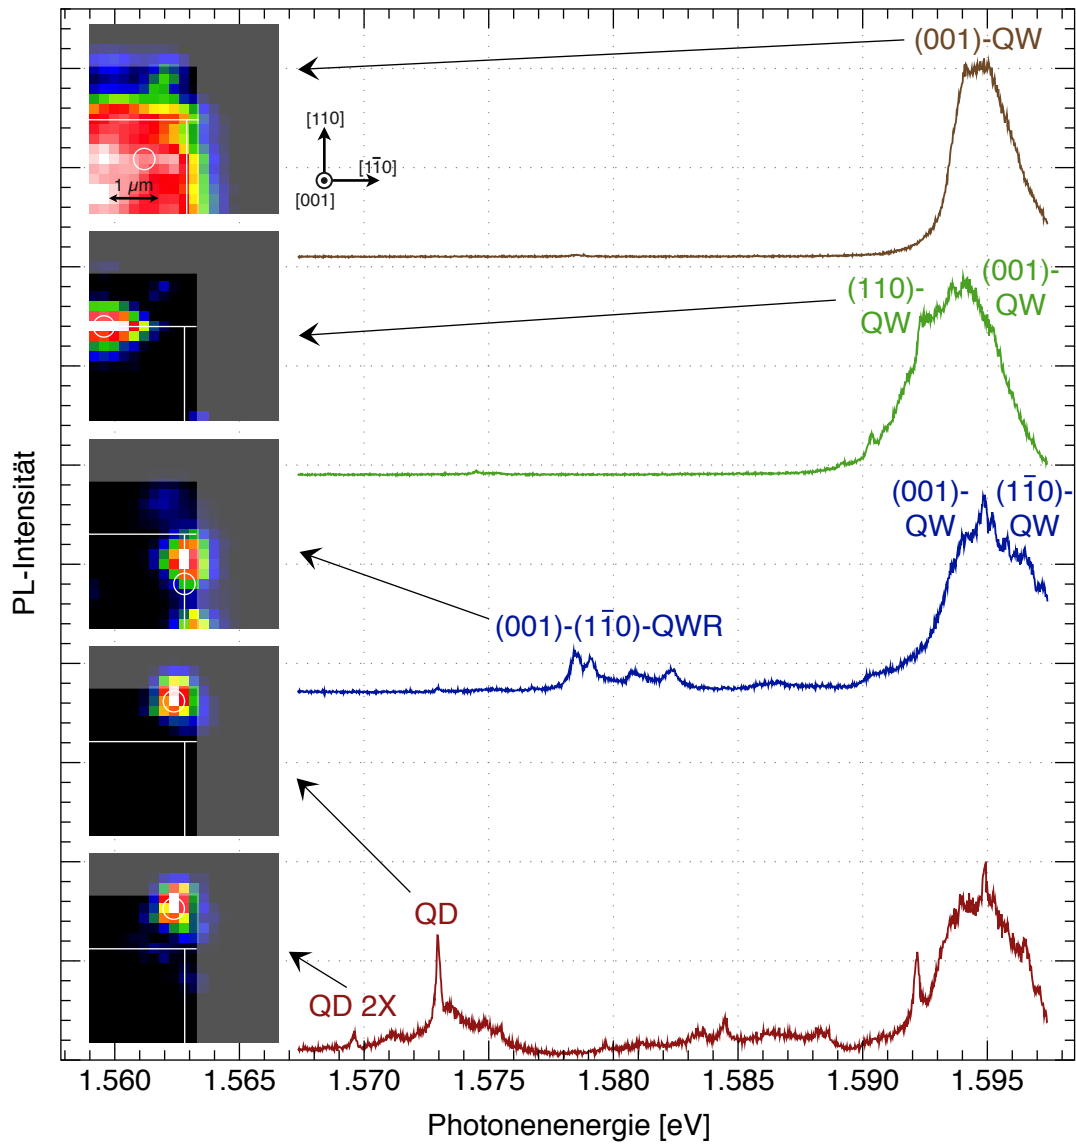 (001)-QW
[110]
[11̄0]
[001]
1 µm
(110)-
QW
(001)-
QW
(001)-
QW
(11̄0)-
QW
(001)-(11̄0)-QWR
QD
QD 2X
PL-Intensität
1.560 1.565 1.570 1.575 1.580 1.585 1.590 1.595
Photonenenergie [eV]